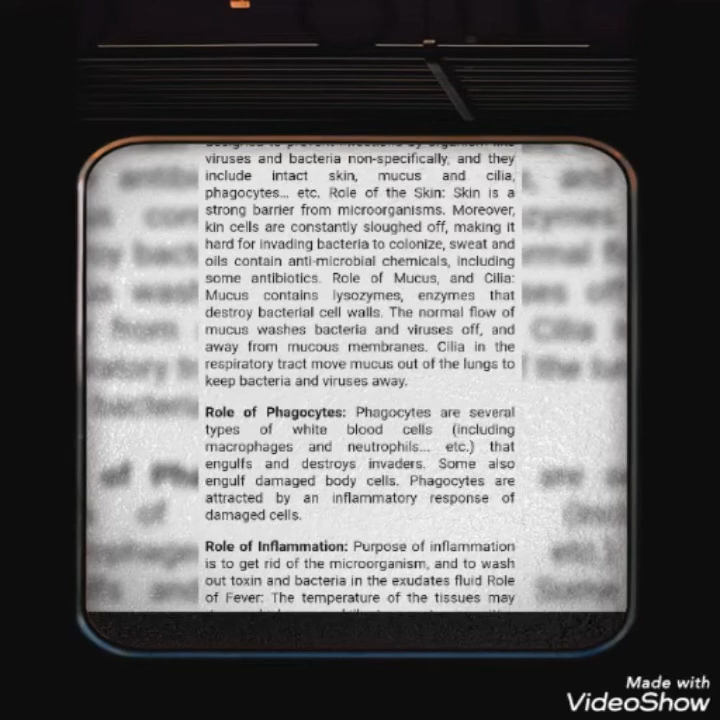 viruses and bacteria non-specifically, and they
include intact skin, mucus and cilia,
phagocytes... etc. Role of the Skin: Skin is a
strong barrier from microorganisms. Moreover,
kin cells are constantly sloughed off, making it
hard for invading bacteria to colonize, sweat and
oils contain anti-microbial chemicals, including
some antibiotics. Role of Mucus, and Cilia:
Mucus contains lysozymes, enzymes that
destroy bacterial cell walls. The normal flow of
mucus washes bacteria and viruses off, and
away from mucous membranes. Cilia in the
respiratory tract move mucus out of the lungs to
keep bacteria and viruses away.
Role of Phagocytes: Phagocytes are several
types of white blood cells (including
macrophages and neutrophils... etc.) that
engulfs and destroys invaders. Some also
engulf damaged body cells. Phagocytes are
attracted by an inflammatory response of
damaged cells.
Role of Inflammation: Purpose of inflammation
is to get rid of the microorganism, and to wash
out toxin and bacteria in the exudates fluid Role
of Fever: The temperature of the tissues may
Made with
VideoShow